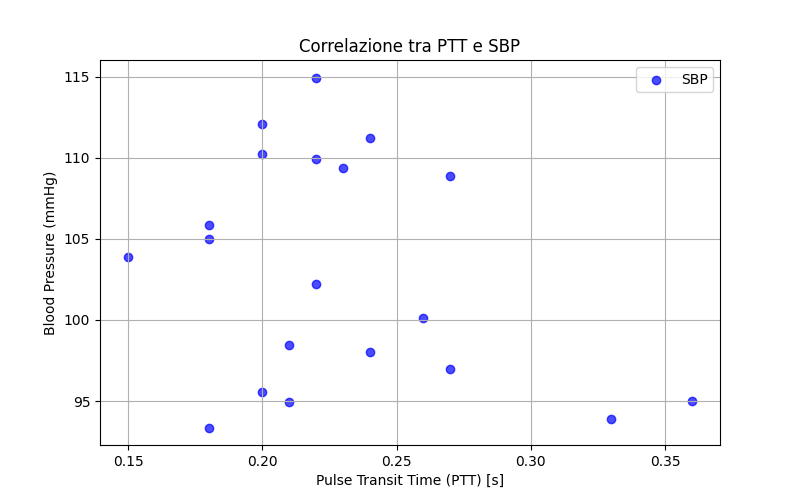 Correlazione tra PTT e SBP
SBP
Blood Pressure (mmHg)
115
110
105
100
95
0.15 0.20 0.25 0.30 0.35
Pulse Transit Time (PTT) [s]